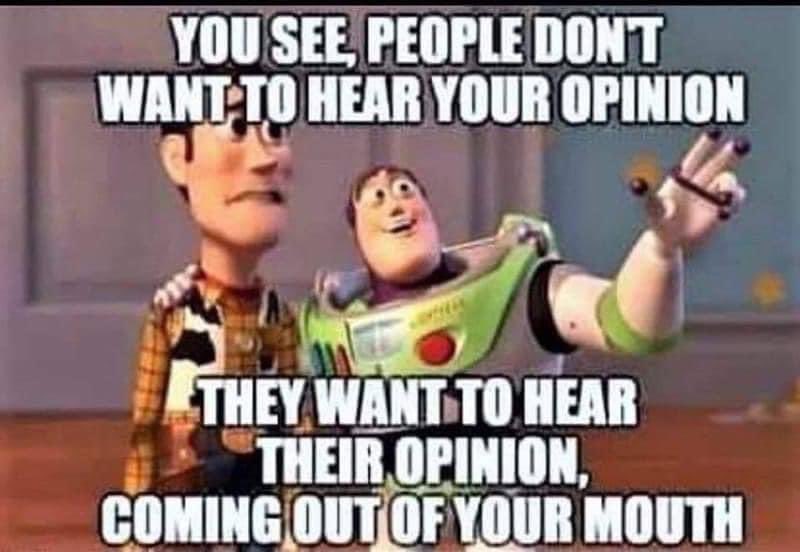 YOU SEE, PEOPLE DON'T
WANT TO HEAR YOUR OPINION
THEY WANT TO HEAR
THEIR OPINION,
COMING OUT OF YOUR MOUTH